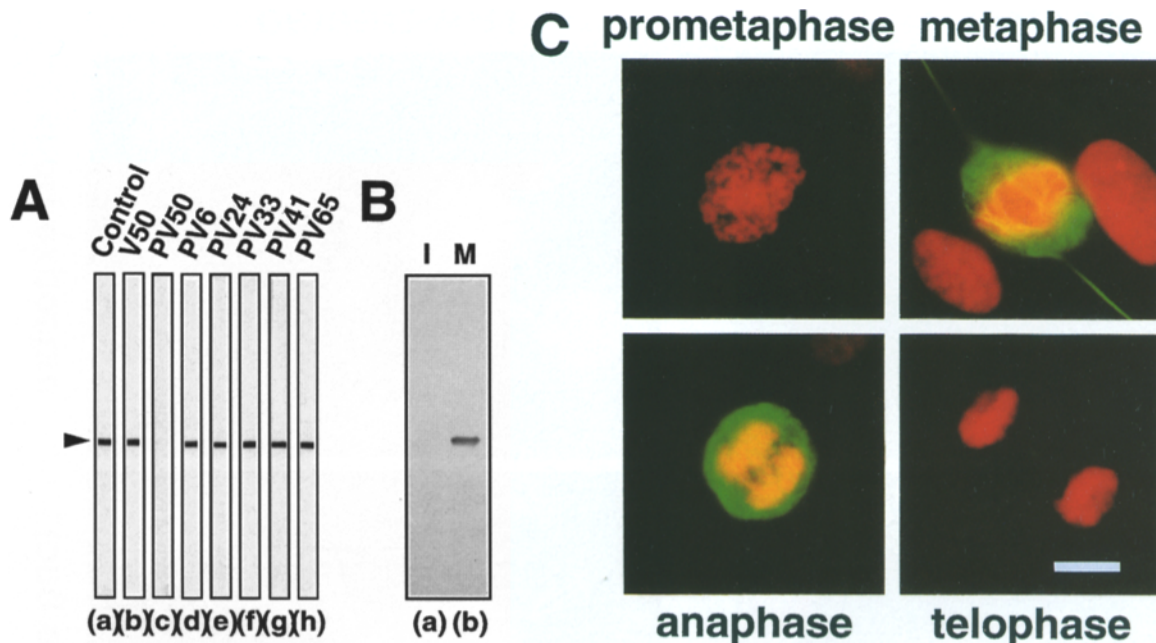 A
Control
V50
PV50
PV6
PV24
PV33
PV41
PV65
(a)(b)(c)(d)(e)(f)(g)(h)
B
I M
(a) (b)
C
prometaphase metaphase
anaphase telophase